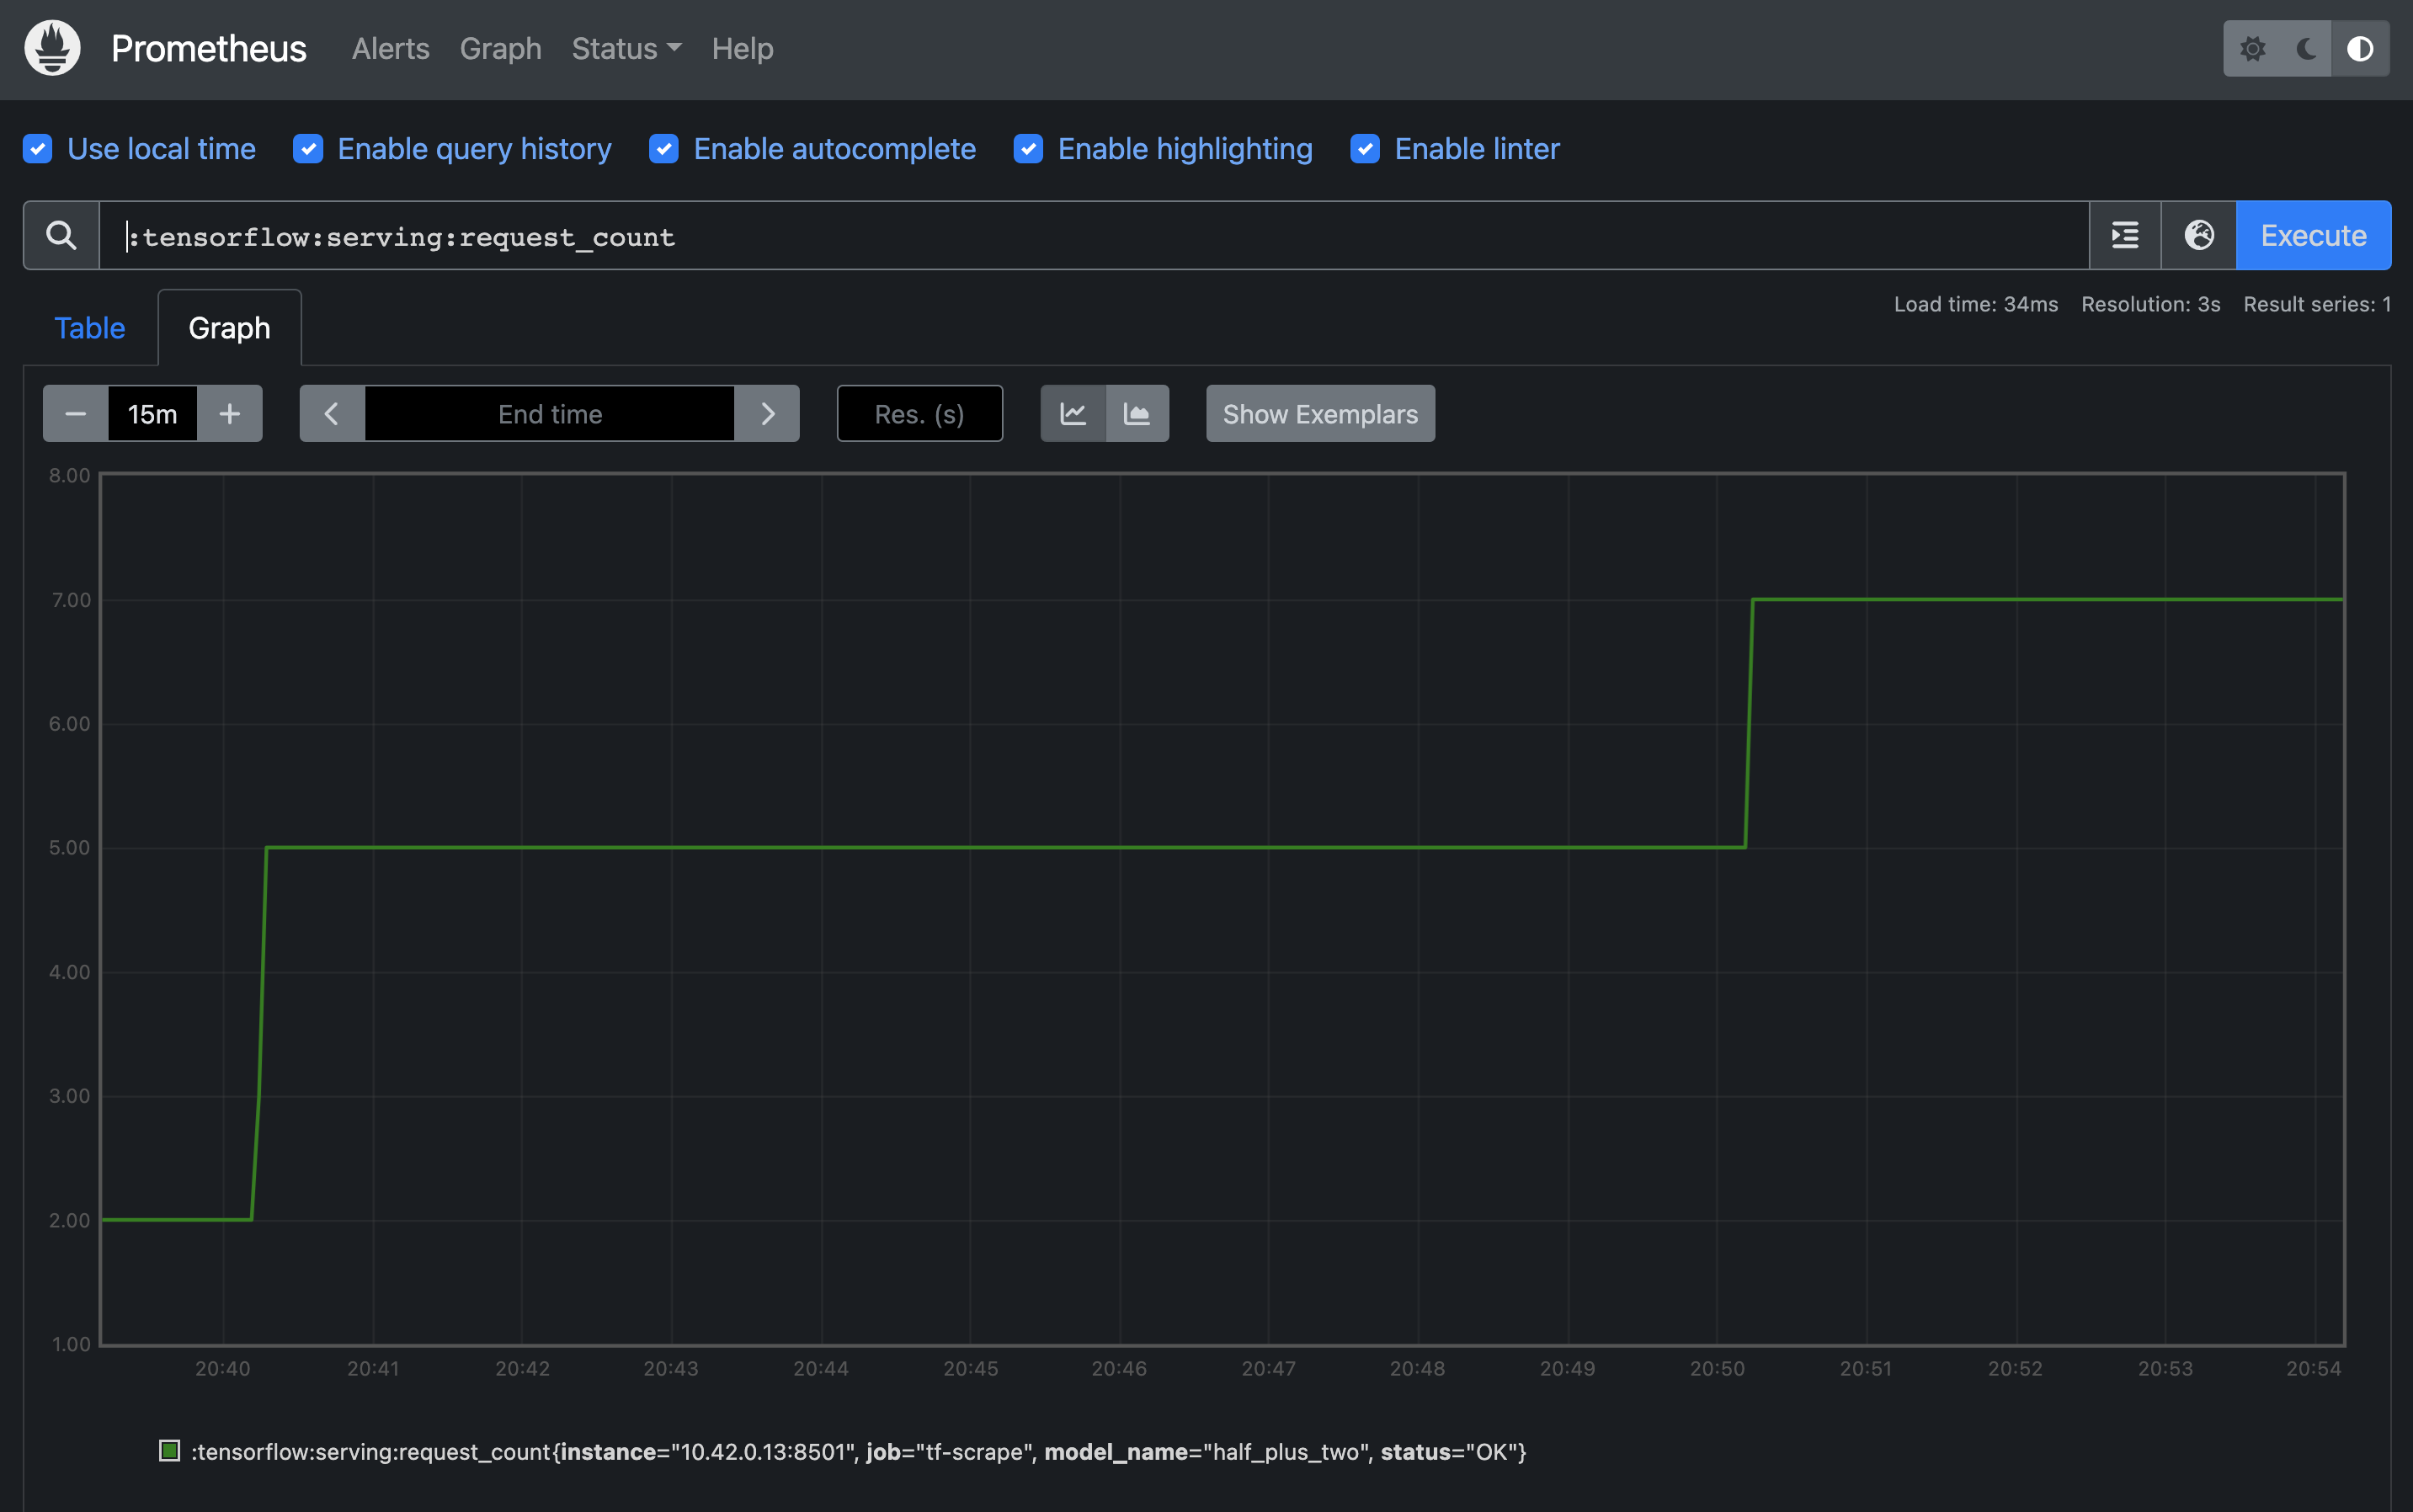 Prometheus Alerts Graph Status Help
Use local time Enable query history Enable autocomplete Enable highlighting Enable linter
:tensorflow:serving:request_count Execute
Table Graph Load time: 34ms Resolution: 3s Result series: 1
15m End time Res. (s) Show Exemplars
8.00
7.00
6.00
5.00
4.00
3.00
2.00
1.00
20:40 20:41 20:42 20:43 20:44 20:45 20:46 20:47 20:48 20:49 20:50 20:51 20:52 20:53 20:54
:tensorflow:serving:request_count{instance="10.42.0.13:8501", job="tf-scrape", model_name="half_plus_two", status="OK"}